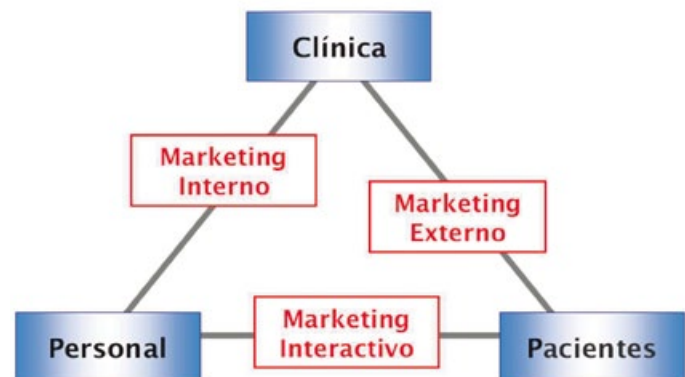 Clínica
Marketing
Interno
Marketing
Externo
Personal
Marketing
Interactivo
Pacientes